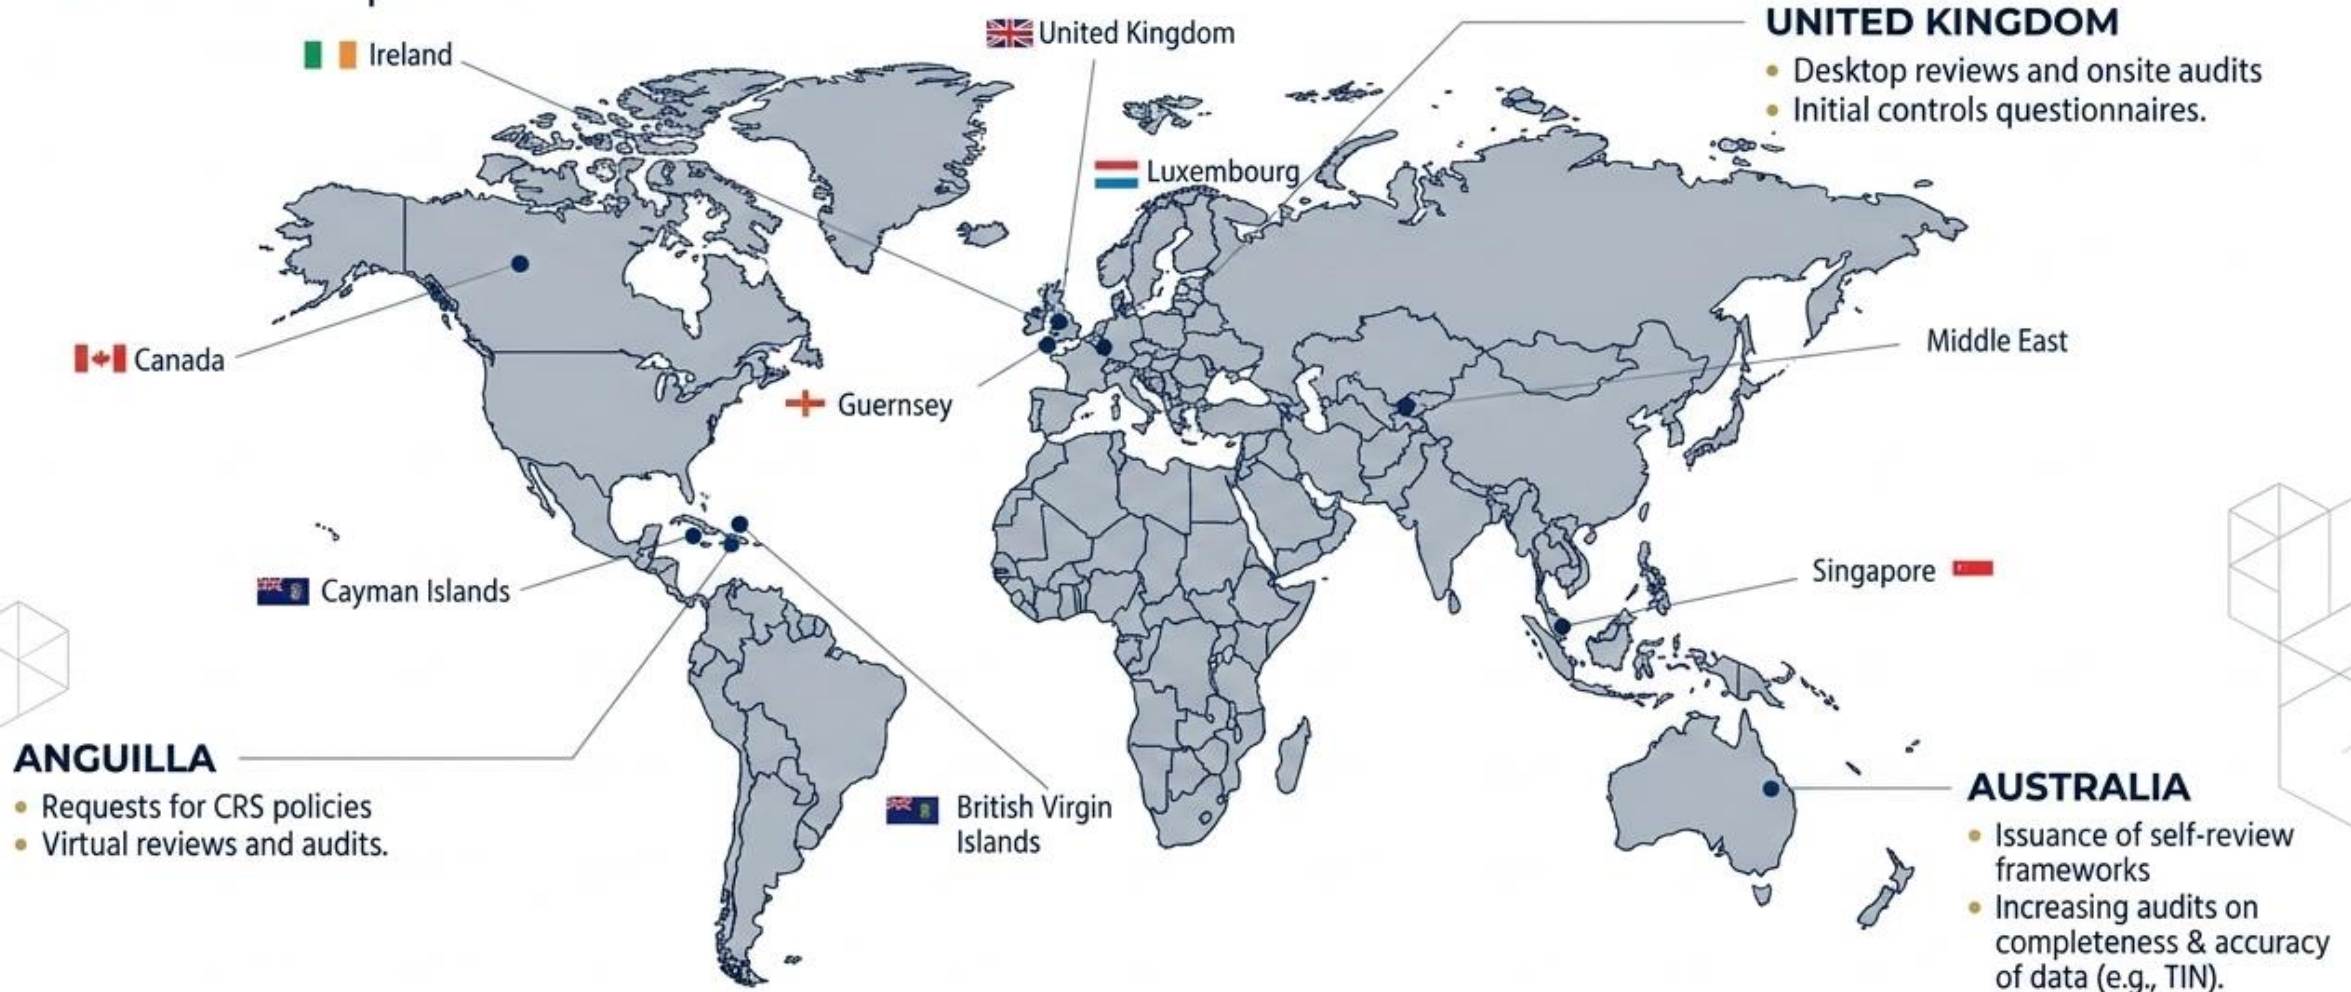 Ireland
United Kingdom
UNITED KINGDOM
• Desktop reviews and onsite audits
• Initial controls questionnaires.
Luxembourg
Canada
Guernsey
Middle East
Cayman Islands
Singapore
ANGUILLA
• Requests for CRS policies
• Virtual reviews and audits.
British Virgin
Islands
AUSTRALIA
• Issuance of self-review
frameworks
• Increasing audits on
completeness & accuracy
of data (e.g., TIN).